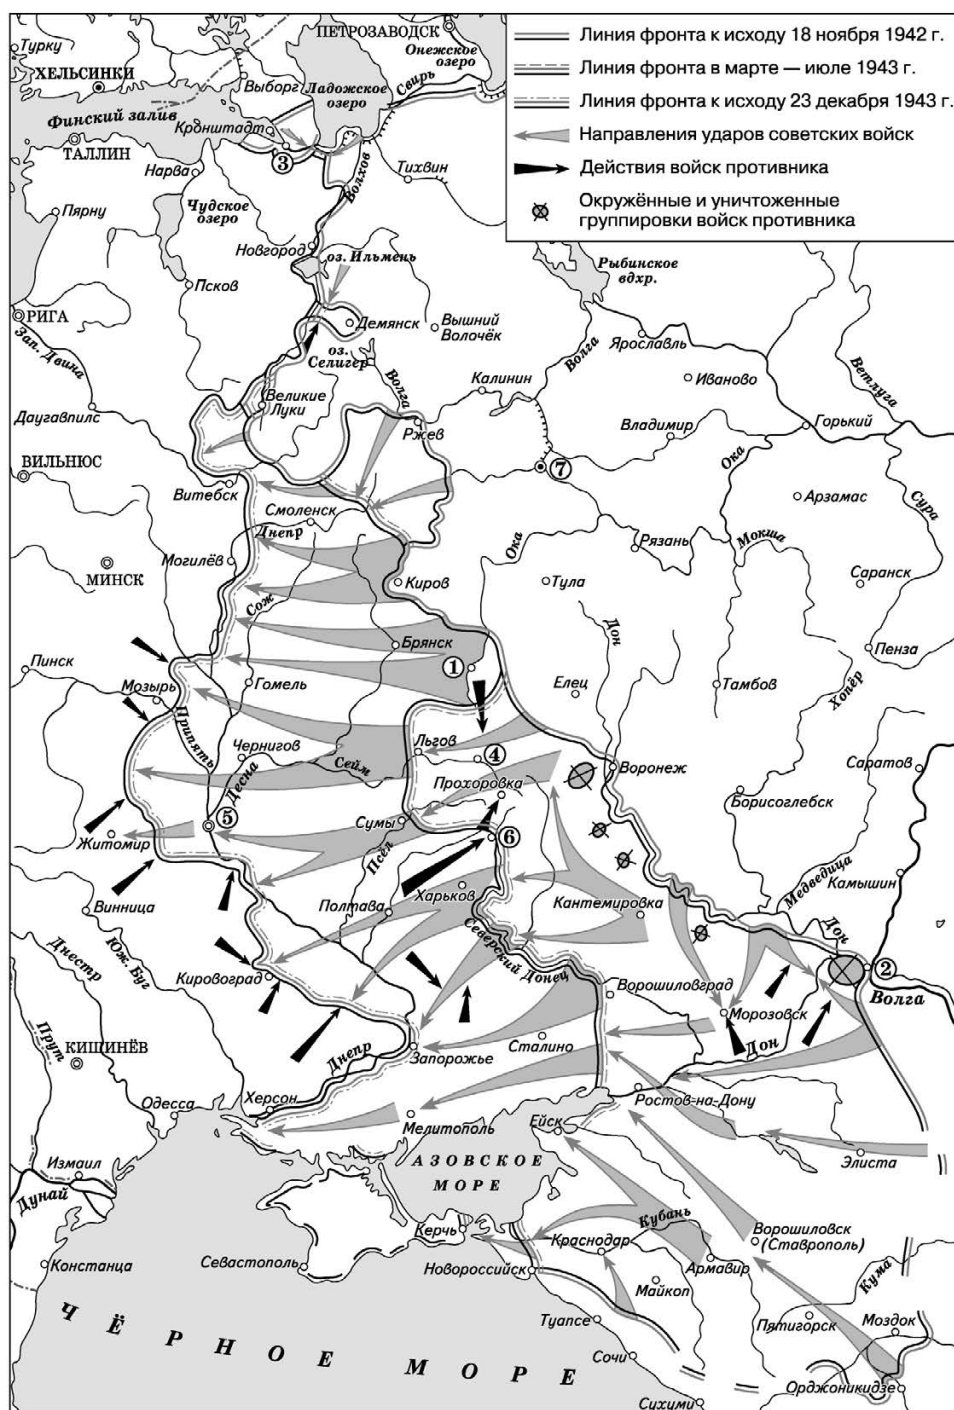 Линия фронта к исходу 18 ноября 1942 г.
Линия фронта в марте — июле 1943 г.
Линия фронта к исходу 23 декабря 1943 г.
Направления ударов советских войск
Действия войск противника
Окружённые и уничтоженные
группировки войск противника
ПЕТРОЗАВОДСК
Турку
Онежское
озеро
ХЕЛЬСИНКИ
Выборг
Ладожское
озеро
Свирь
Финский залив
Кронштадт
ТАЛЛИН
3
Нарва
Волхов
Тихвин
Чудское
озеро
Пярну
Новгород
оз. Ильмень
Рыбинское
вдхр.
Псков
РИГА
Демянск
Вышний
Волочёк
Зап. Двина
оз.
Селигер
Волга
Ярославль
Ветлуга
Волга
Калинин
Иваново
Великие
Луки
Даугавпилс
Ржев
Владимир
Горький
ВИЛЬНЮС
7
Ока
Витебск
Арзамас
Сура
Смоленск
Днепр
Ока
Рязань
Мокша
Могилёв
МИНСК
Киров
Тула
Саранск
Сож
Дон
Брянск
Пенза
Пинск
1
Мозырь
Гомель
Елец
Тамбов
Хопёр
Припять
Чернигов
Льгов
4
Десна
Сейм
Воронеж
Саратов
Прохоровка
Борисоглебск
5
Сумы
6
Житомир
Псёл
Медведица
Камышин
Харьков
Винница
Полтава
Кантемировка
Дон
Днестр
Юж. Буг
Северский Донец
2
Кировоград
Ворошиловград
Волга
Морозовск
Прут
КИШИНЁВ
Днепр
Запорожье
Сталино
Дон
Одесса
Херсон
Ростов-на-Дону
Мелитополь
Ейск
Измаил
АЗОВСКОЕ
МОРЕ
Элиста
Дунай
Керчь
Кубань
Ворошиловск
(Ставрополь)
Констанца
Севастополь
Новороссийск
Краснодар
Армавир
Кума
Майкоп
Туапсе
Пятигорск
Моздок
ЧЁРНОЕ МОРЕ
Сочи
Орджоникидзе
Сухими